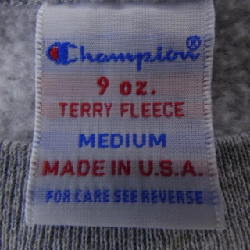 Champion®
9 oz.
TERRY FLEECE
MEDIUM
MADE IN U.S.A.
FOR CARE SEE REVERSE